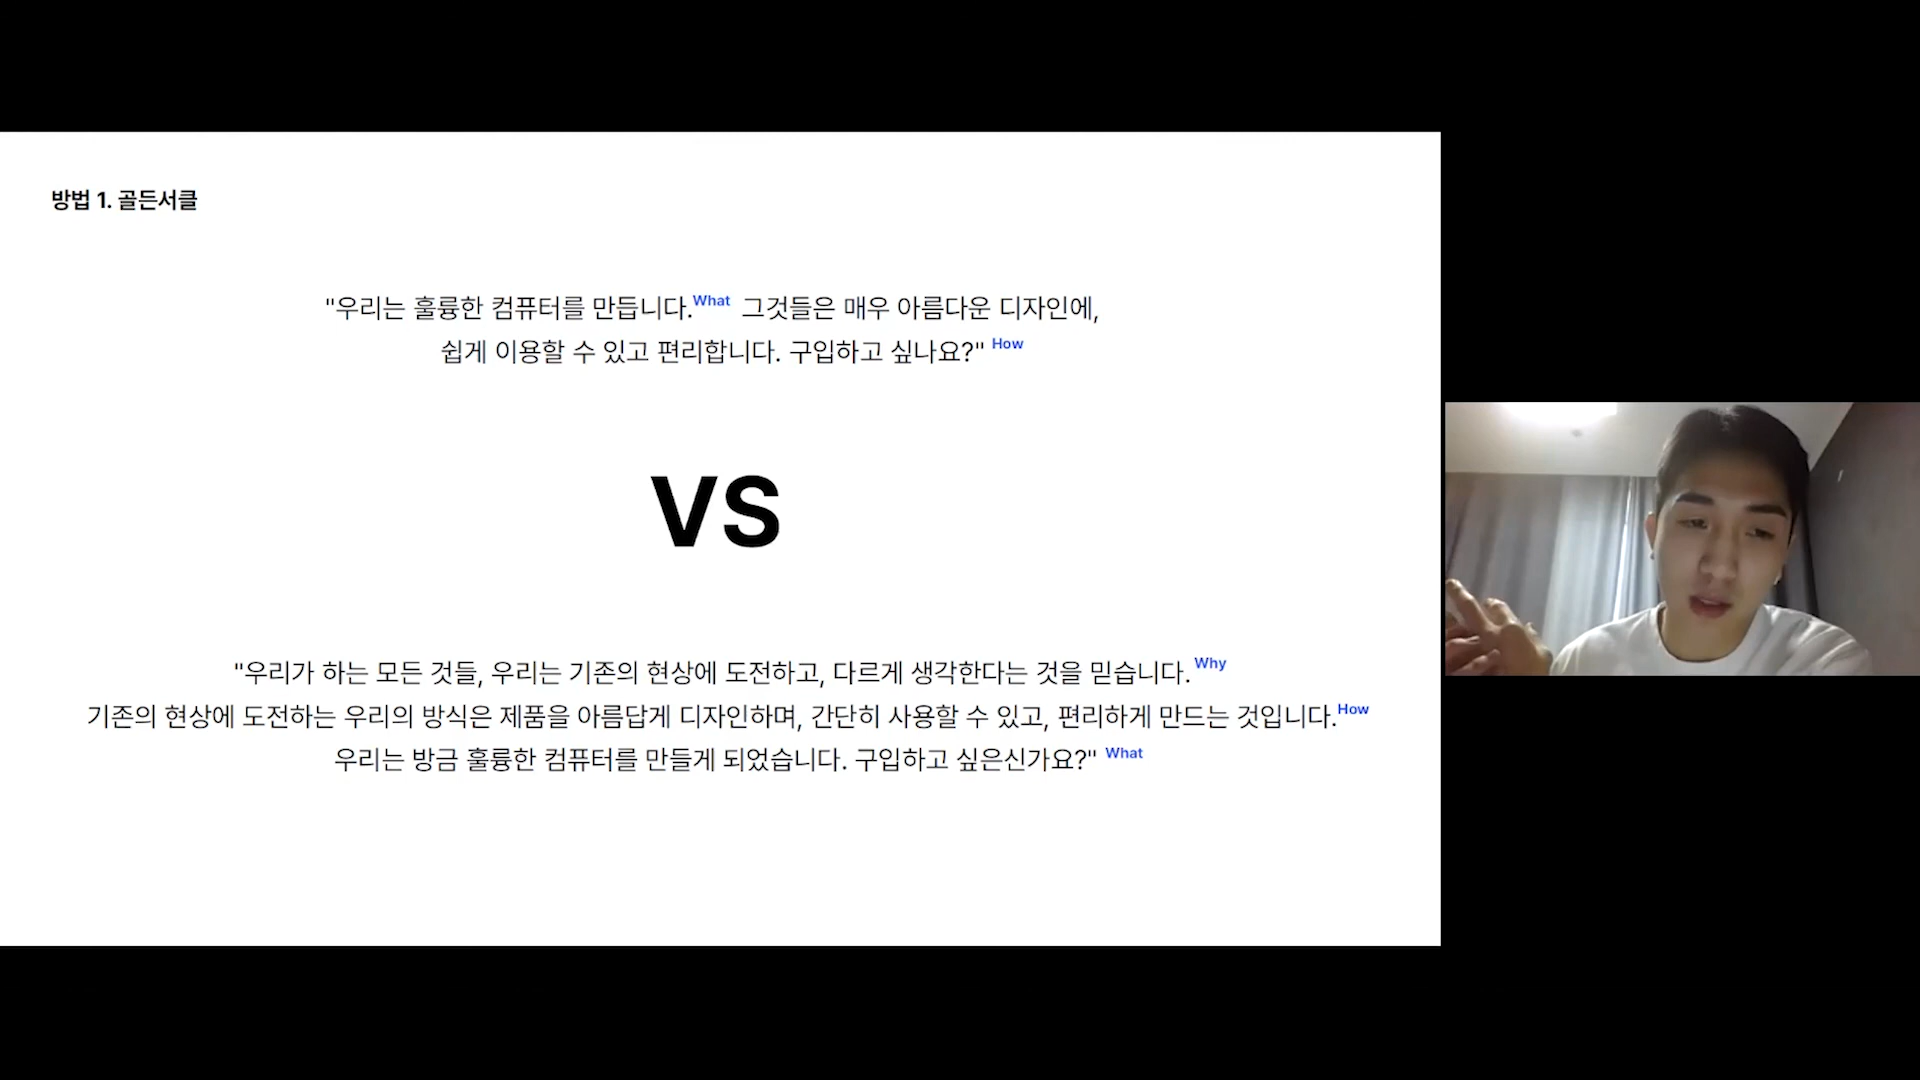 방법 1. 골든서클
"우리는 훌륭한 컴퓨터를 만듭니다.What 그것들은 매우 아름다운 디자인에,
쉽게 이용할 수 있고 편리합니다. 구입하고 싶나요?" How
VS
"우리가 하는 모든 것들, 우리는 기존의 현상에 도전하고, 다르게 생각한다는 것을 믿습니다. Why
기존의 현상에 도전하는 우리의 방식은 제품을 아름답게 디자인하며, 간단히 사용할 수 있고, 편리하게 만드는 것입니다.How
우리는 방금 훌륭한 컴퓨터를 만들게 되었습니다. 구입하고 싶은신가요?" What